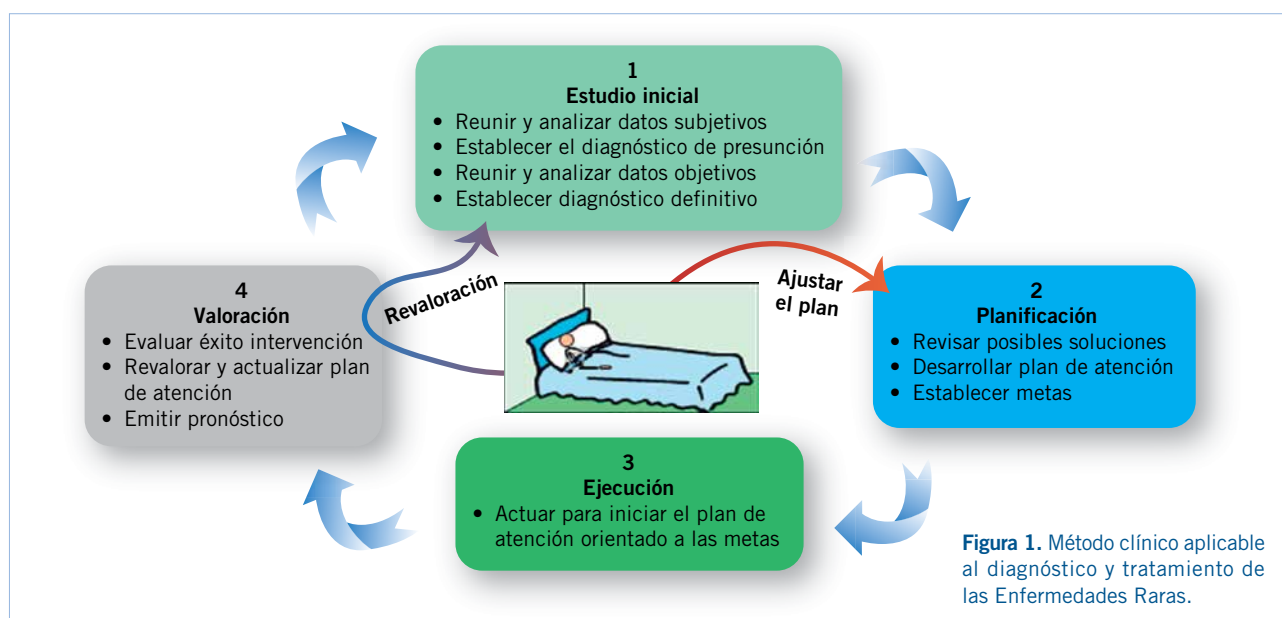 1
Estudio inicial
• Reunir y analizar datos subjetivos
• Establecer el diagnóstico de presunción
• Reunir y analizar datos objetivos
• Establecer diagnóstico definitivo
4
Valoración
• Evaluar éxito intervención
• Revalorar y actualizar plan
de atención
• Emitir pronóstico
Revaloración
Ajustar
el plan
2
Planificación
• Revisar posibles soluciones
• Desarrollar plan de atención
• Establecer metas
3
Ejecución
• Actuar para iniciar el plan de
atención orientado a las metas
Figura 1. Método clínico aplicable
al diagnóstico y tratamiento de
las Enfermedades Raras.